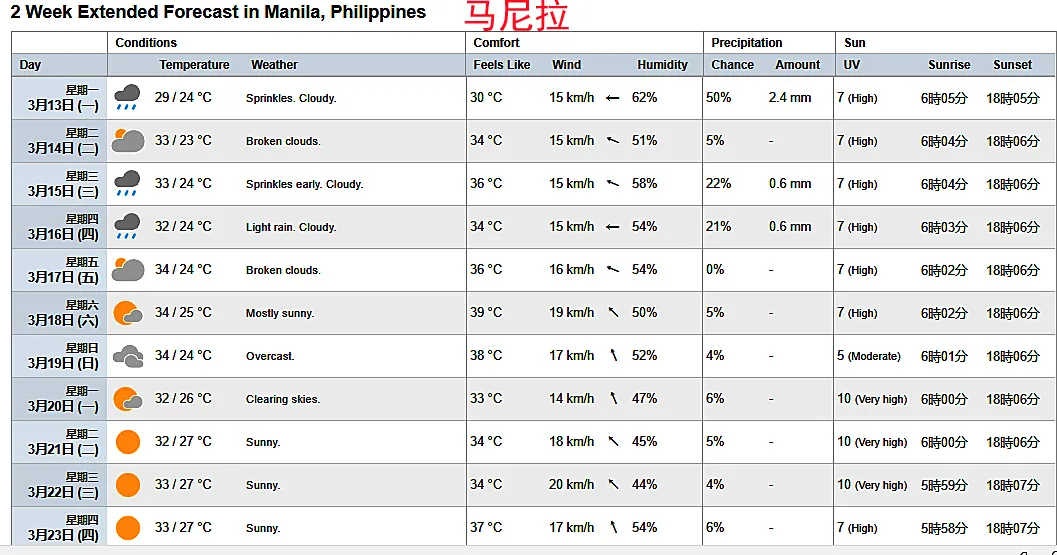 2 Week Extended Forecast in Manila, Philippines 马尼拉
Conditions Comfort Precipitation Sun
Day Temperature Weather Feels Like Wind Humidity Chance Amount UV Sunrise Sunset
星期一
3月13日 (一) 29 / 24 °C Sprinkles. Cloudy. 30 °C 15 km/h ← 62% 50% 2.4 mm 7 (High) 6時05分 18時05分
星期二
3月14日 (二) 33 / 23 °C Broken clouds. 34 °C 15 km/h 51% 5% - 7 (High) 6時04分 18時06分
星期三
3月15日 (三) 33 / 24 °C Sprinkles early. Cloudy. 36 °C 15 km/h 58% 22% 0.6 mm 7 (High) 6時04分 18時06分
星期四
3月16日 (四) 32 / 24 °C Light rain. Cloudy. 34 °C 15 km/h ← 54% 21% 0.6 mm 7 (High) 6時03分 18時06分
星期五
3月17日 (五) 34 / 24 °C Broken clouds. 36 °C 16 km/h 54% 0% - 7 (High) 6時02分 18時06分
星期六
3月18日 (六) 34 / 25 °C Mostly sunny. 39 °C 19 km/h 50% 5% - 7 (High) 6時02分 18時06分
星期日
3月19日 (日) 34 / 24 °C Overcast. 38 °C 17 km/h 52% 4% - 5 (Moderate) 6時01分 18時06分
星期一
3月20日 (一) 32 / 26 °C Clearing skies. 33 °C 14 km/h 47% 6% - 10 (Very high) 6時00分 18時06分
星期二
3月21日 (二) 32 / 27 °C Sunny. 34 °C 18 km/h 45% 5% - 10 (Very high) 6時00分 18時06分
星期三
3月22日 (三) 33 / 27 °C Sunny. 34 °C 20 km/h 44% 4% - 10 (Very high) 5時59分 18時07分
星期四
3月23日 (四) 33 / 27 °C Sunny. 37 °C 17 km/h 54% 6% - 7 (High) 5時58分 18時07分